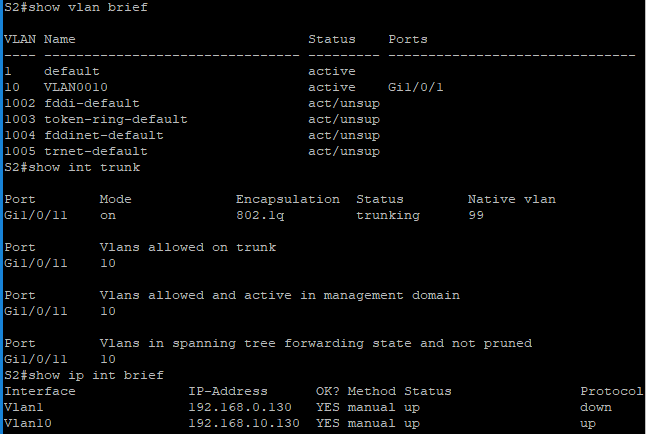 S2#show vlan brief
VLAN Name                             Status    Ports
---- -------------------------------- --------- -------------------------------
1    default                          active
10   VLAN0010                         active    Gi1/0/1
1002 fddi-default                     act/unsup
1003 token-ring-default               act/unsup
1004 fddinet-default                  act/unsup
1005 trnet-default                    act/unsup
S2#show int trunk
Port        Mode             Encapsulation  Status        Native vlan
Gi1/0/11    on               802.1q         trunking      99
Port        Vlans allowed on trunk
Gi1/0/11    10
Port        Vlans allowed and active in management domain
Gi1/0/11    10
Port        Vlans in spanning tree forwarding state and not pruned
Gi1/0/11    10
S2#show ip int brief
Interface              IP-Address      OK? Method Status                Protocol
Vlan1                  192.168.0.130   YES manual up                    down
Vlan10                 192.168.10.130  YES manual up                    up